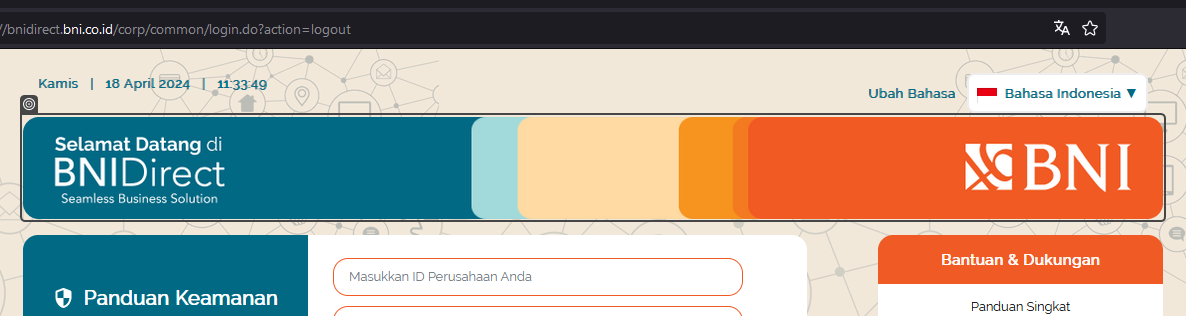 //bnidirect.bni.co.id/corp/common/login.do?action=logout
Kamis | 18 April 2024 | 11:33:49
Ubah Bahasa Bahasa Indonesia ▼
Selamat Datang di
BNIDirect
Seamless Business Solution
BNI
Panduan Keamanan
Masukkan ID Perusahaan Anda
Bantuan & Dukungan
Panduan Singkat